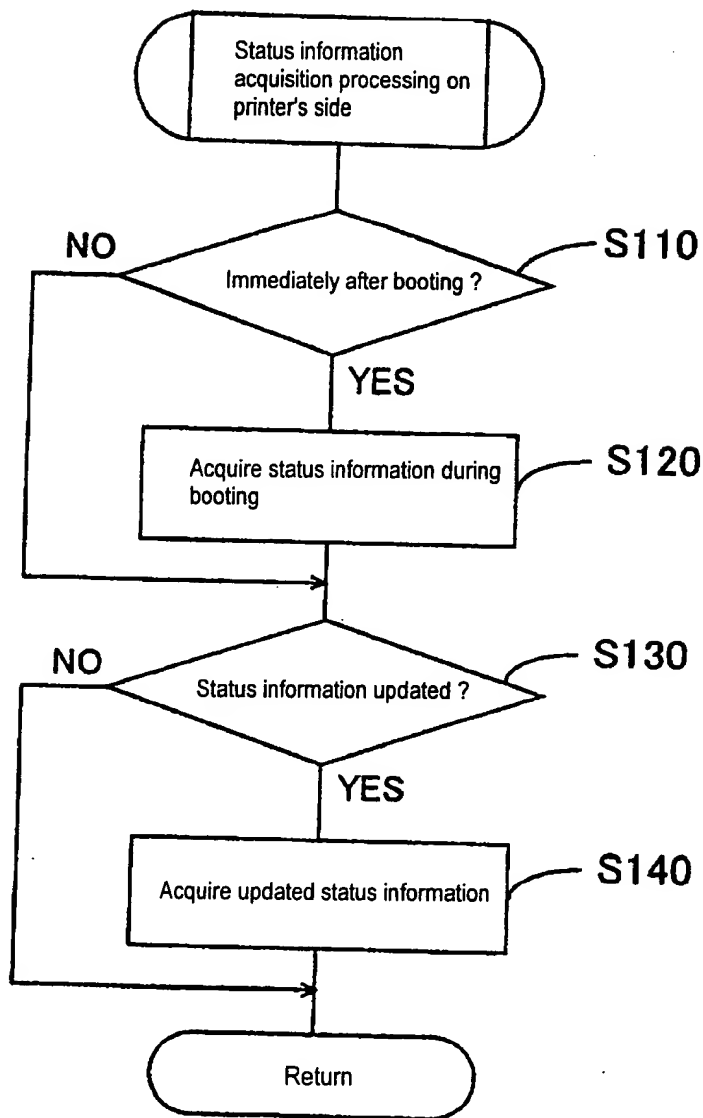 Status information
acquisition processing on
printer's side
NO
S110
Immediately after booting ?
YES
Acquire status information during
booting
S120
NO
S130
Status information updated ?
YES
Acquire updated status information
S140
Return